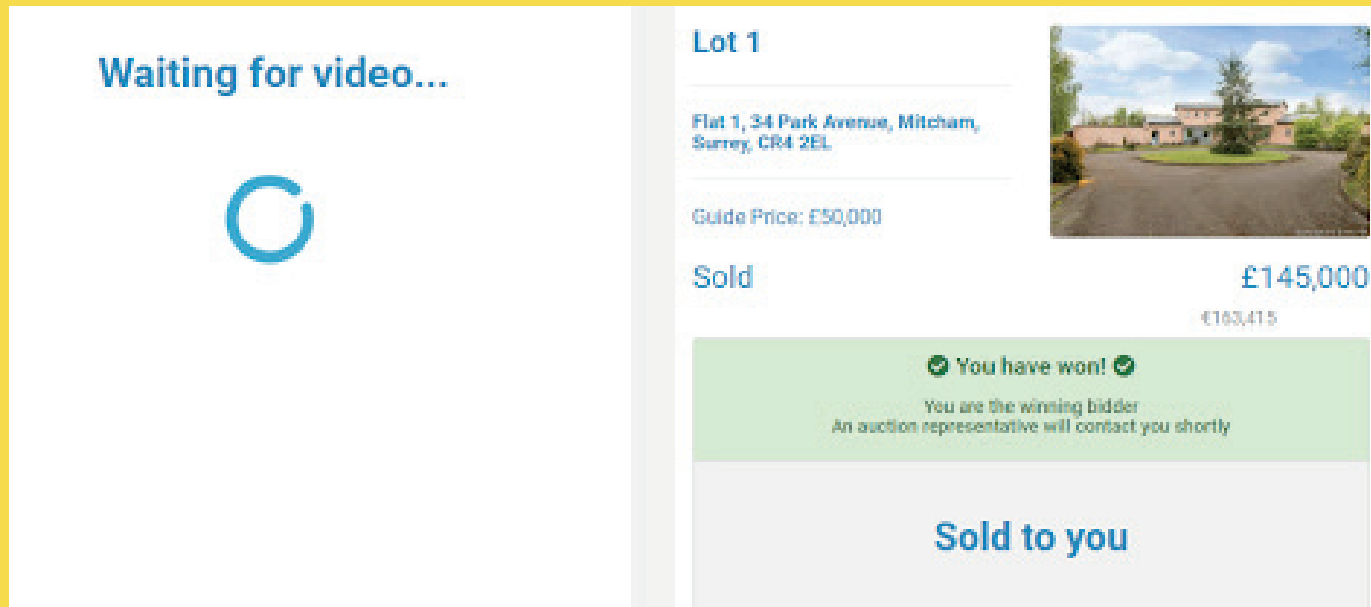 Waiting for video...
Lot 1
Flat 1, 34 Park Avenue, Mitcham,
Surrey, CR4 2EL
Guide Price: £50,000
Sold
£145,000
€163,415
You have won!
You are the winning bidder
An auction representative will contact you shortly
Sold to you